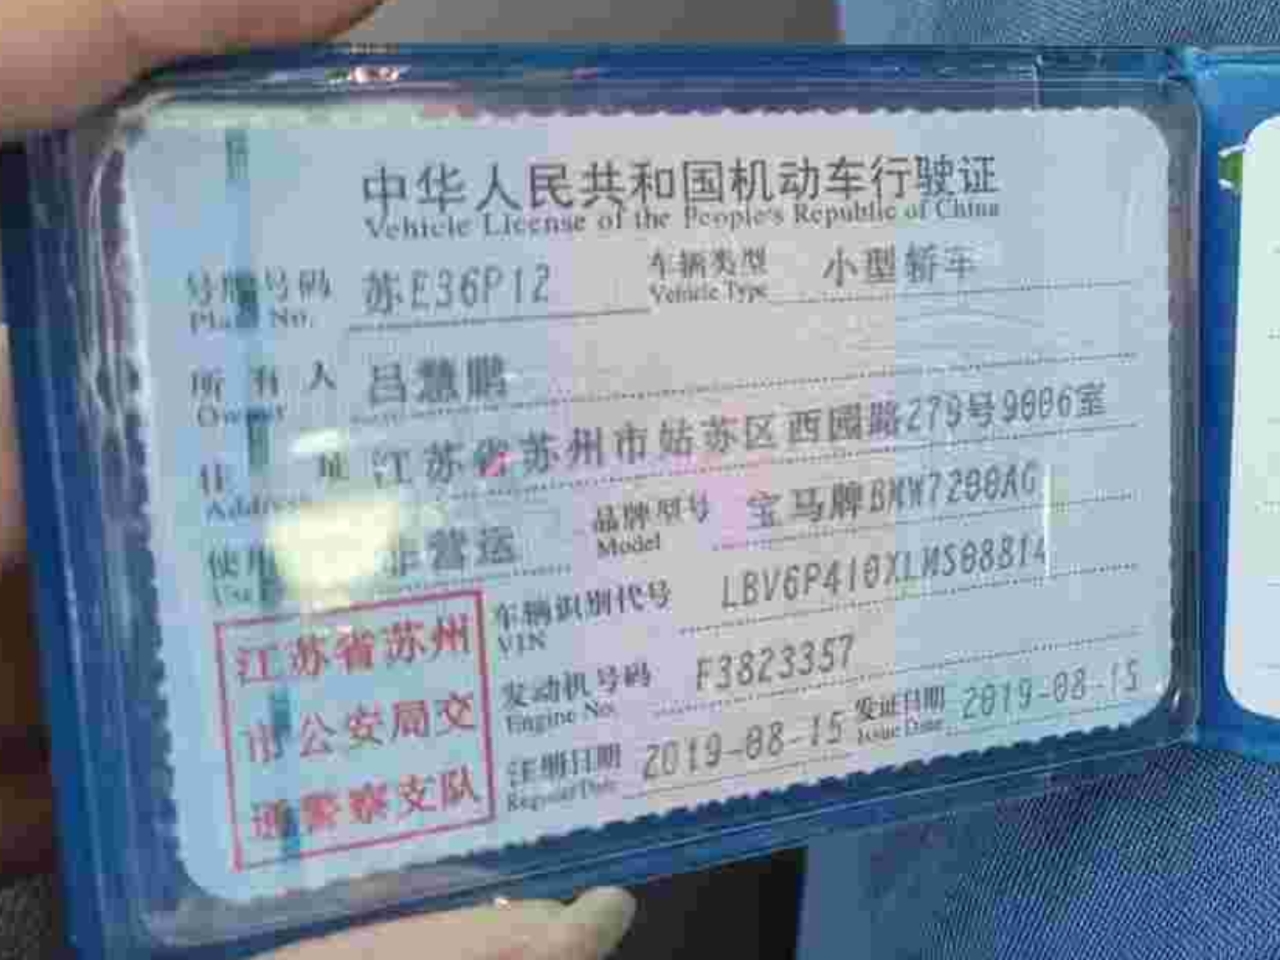 中华人民共和国机动车行驶证
Vehicle License of the People's Republic of China
号牌号码 苏E36P12 车辆类型 小型轿车
Plate No. Vehicle Type
所有人 吕慧鹏
Owner
住址 江苏省苏州市姑苏区西园路279号9006室
Address
使用 非营运 品牌型号 宝马牌BMW7200AG
Model
车辆识别代号 LBV6P410XLMS08814
VIN
发动机号码 F3823357
Engine No.
注册日期 2019-08-15 发证日期 2019-08-15
Register Date Issue Date
江苏省苏州
市公安局交
通警察支队